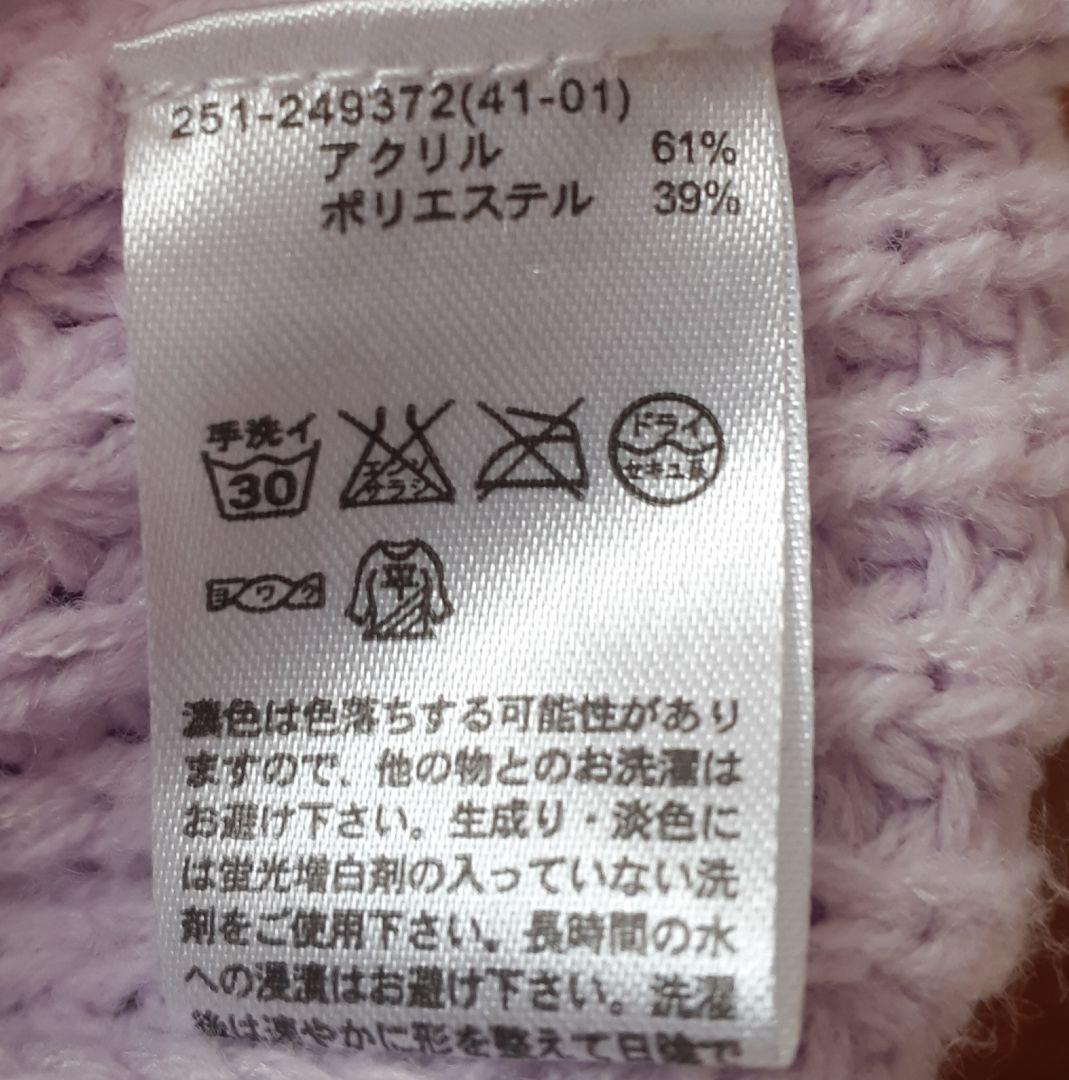 251-249372(41-01)
アクリル 61%
ポリエステル 39%
手洗イ
30
エンソ
サラシ
ドライ
セキユ系
平
濃色は色落ちする可能性があり
ますので、他の物とのお洗濯は
お避け下さい。生成り・淡色に
は蛍光増白剤の入っていない洗
剤をご使用下さい。長時間の水
への浸漬はお避け下さい。洗濯
後は速やかに形を整えて日陰で